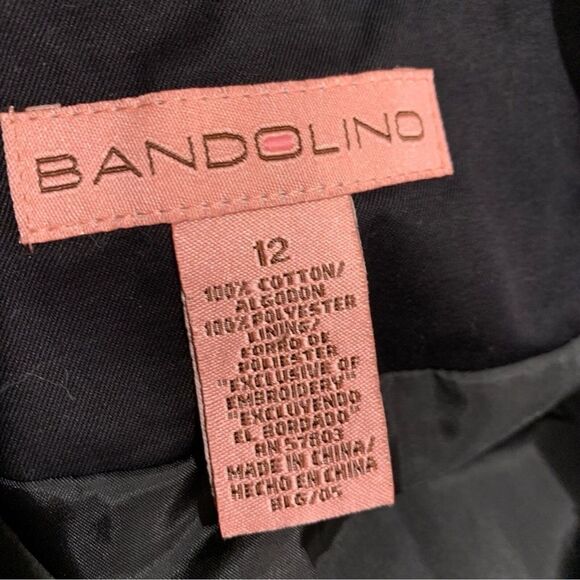 BANDOLINO
12
100% COTTON/
ALGODON
100% POLYESTER
LINING/
FORRO DE
POLIESTER
"EXCLUSIVE OF
EMBROIDERY"
"EXCLUYENDO
EL BORDADO"
RN 57803
MADE IN CHINA/
HECHO EN CHINA
BLG/05